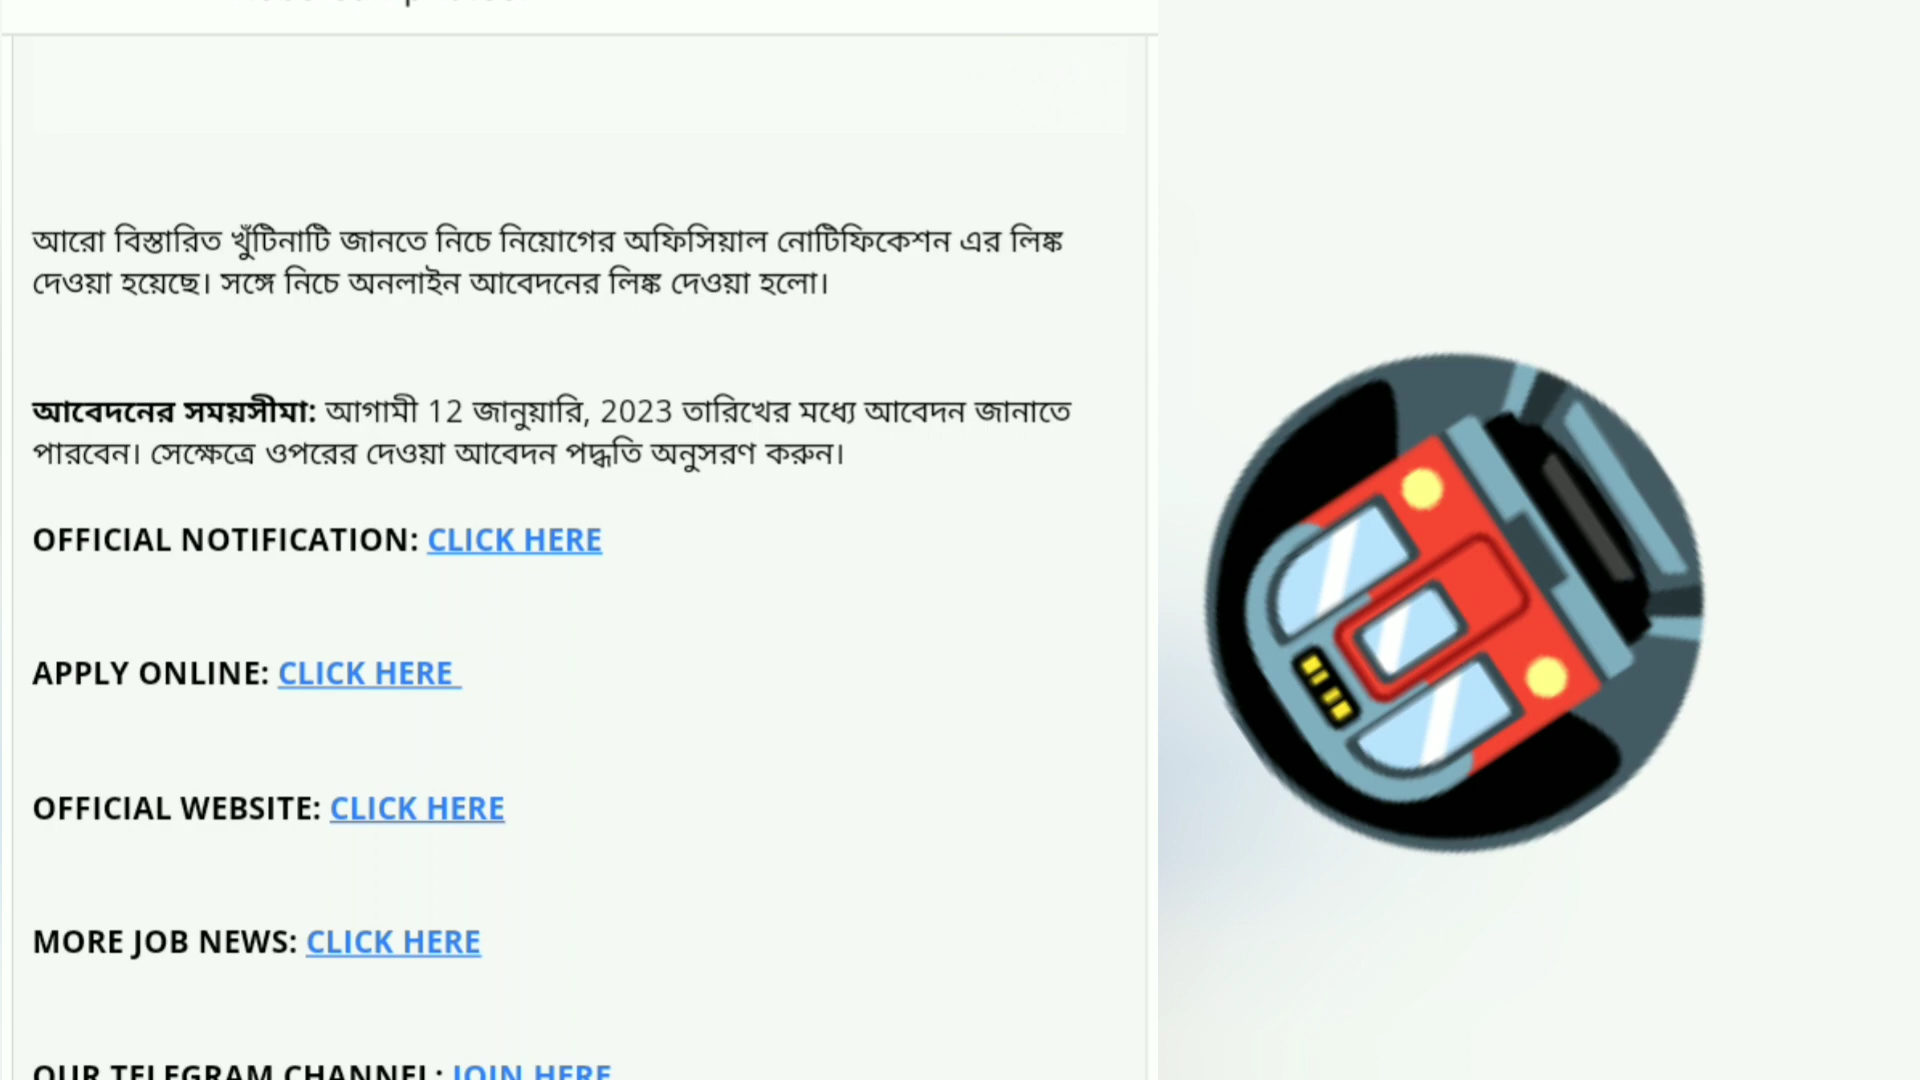 আরো বিস্তারিত খুঁটিনাটি জানতে নিচে নিয়োগের অফিসিয়াল নোটিফিকেশন এর লিঙ্ক
দেওয়া হয়েছে। সঙ্গে নিচে অনলাইন আবেদনের লিঙ্ক দেওয়া হলো।
আবেদনের সময়সীমা: আগামী 12 জানুয়ারি, 2023 তারিখের মধ্যে আবেদন জানাতে
পারবেন। সেক্ষেত্রে ওপরের দেওয়া আবেদন পদ্ধতি অনুসরণ করুন।
OFFICIAL NOTIFICATION: CLICK HERE
APPLY ONLINE: CLICK HERE
OFFICIAL WEBSITE: CLICK HERE
MORE JOB NEWS: CLICK HERE
OUR TELEGRAM CHANNEL: JOIN HERE